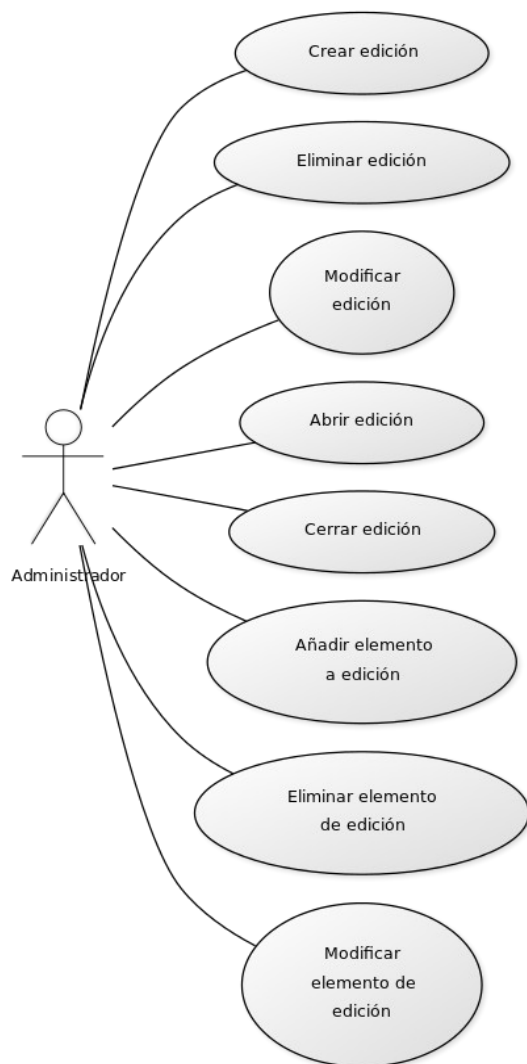 Crear edición
Eliminar edición
Modificar
edición
Abrir edición
Cerrar edición
Administrador
Añadir elemento
a edición
Eliminar elemento
de edición
Modificar
elemento de
edición